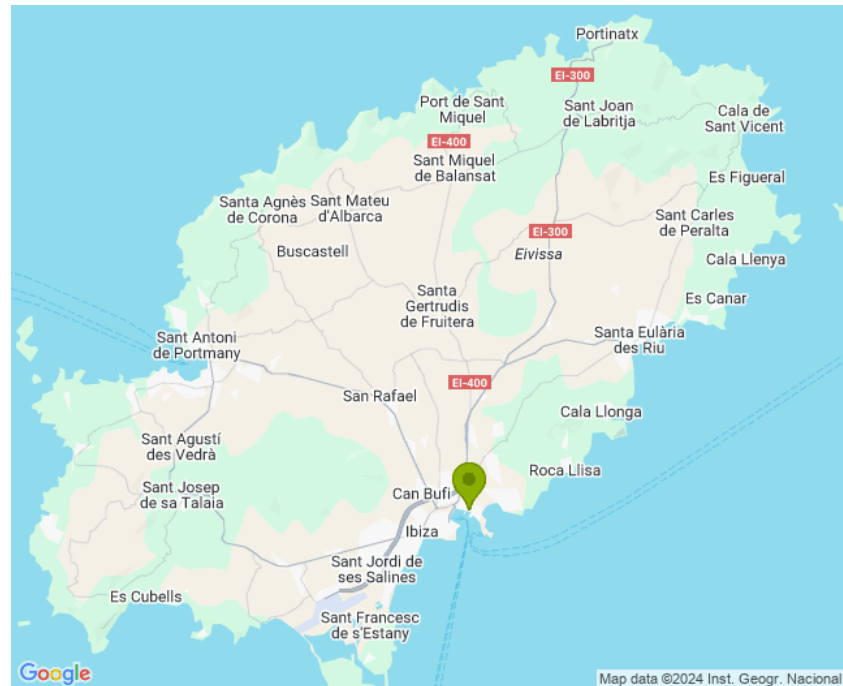 Portinatx
EI-300
Port de Sant
Miquel
Sant Joan
de Labritja
Cala de
Sant Vicent
EI-400
Sant Miquel
de Balansat
Es Figueral
Santa Agnès
de Corona
Sant Mateu
d'Albarca
Sant Carles
de Peralta
EI-300
Buscastell
Eivissa
Cala Llenya
Santa
Gertrudis
de Fruitera
Es Canar
Sant Antoni
de Portmany
Santa Eulària
des Riu
EI-400
San Rafael
Cala Llonga
Sant Agustí
des Vedrà
Roca Llisa
Sant Josep
de sa Talaia
Can Bufi
Ibiza
Sant Jordi de
ses Salines
Es Cubells
Sant Francesc
de s'Estany
Google
Map data ©2024 Inst. Geogr. Nacional